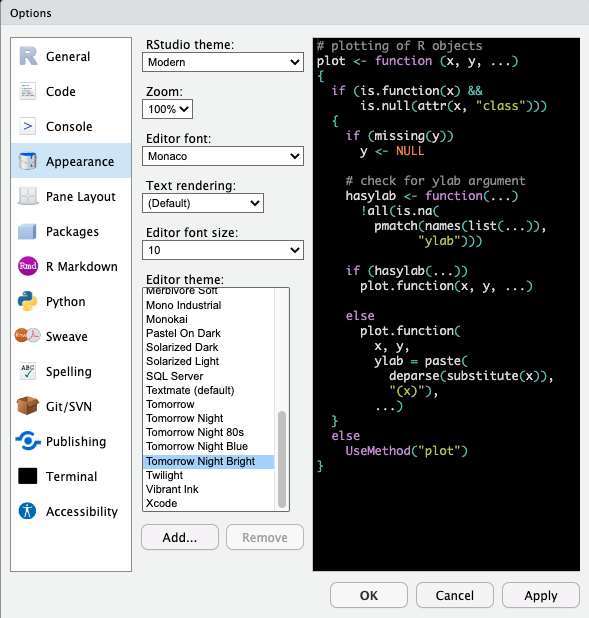 Options
General
Code
Console
Appearance
Pane Layout
Packages
Rmd
R Markdown
Python
Sweave
ABC
Spelling
Git/SVN
Publishing
Terminal
Accessibility
RStudio theme:
Modern
Zoom:
100%
Editor font:
Monaco
Text rendering:
(Default)
Editor font size:
10
Editor theme:
Merbivore Soft
Mono Industrial
Monokai
Pastel On Dark
Solarized Dark
Solarized Light
SQL Server
Textmate (default)
Tomorrow
Tomorrow Night
Tomorrow Night 80s
Tomorrow Night Blue
Tomorrow Night Bright
Twilight
Vibrant Ink
Xcode
Add...
Remove
# plotting of R objects
plot <- function (x, y, ...)
{
  if (is.function(x) &&
      is.null(attr(x, "class")))
  {
    if (missing(y))
      y <- NULL

    # check for ylab argument
    hasylab <- function(...)
      !all(is.na(
        pmatch(names(list(...)),
              "ylab")))

    if (hasylab(...))
      plot.function(x, y, ...)

    else
      plot.function(
        x, y,
        ylab = paste(
          deparse(substitute(x)),
          "(x)"),
        ...)
  }
  else
    UseMethod("plot")
}
OK
Cancel
Apply